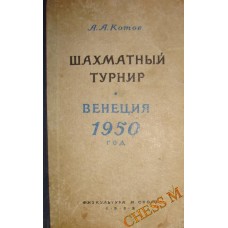 А.А.Котов
ШАХМАТНЫЙ
ТУРНИР
ВЕНЕЦИЯ
1950
ГОД
CHESS M